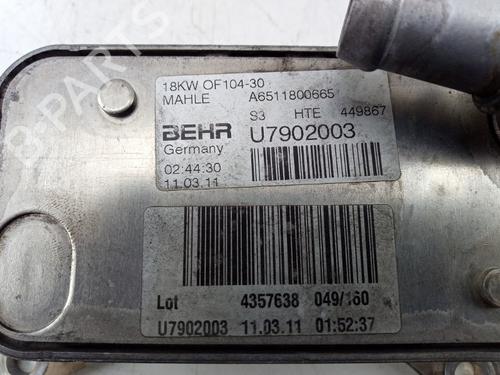 18KW OF104-30
MAHLE A6511800665
S3 HTE 449867
BEHR U7902003
Germany
02:44:30
11.03.11
Lot 4357638 049/160
U7902003 11.03.11 01:52:37